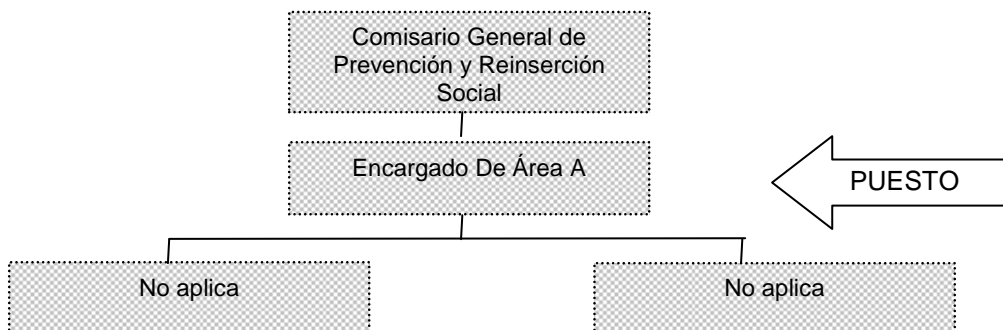 Comisario General de
Prevención y Reinserción
Social
Encargado De Área A
PUESTO
No aplica
No aplica